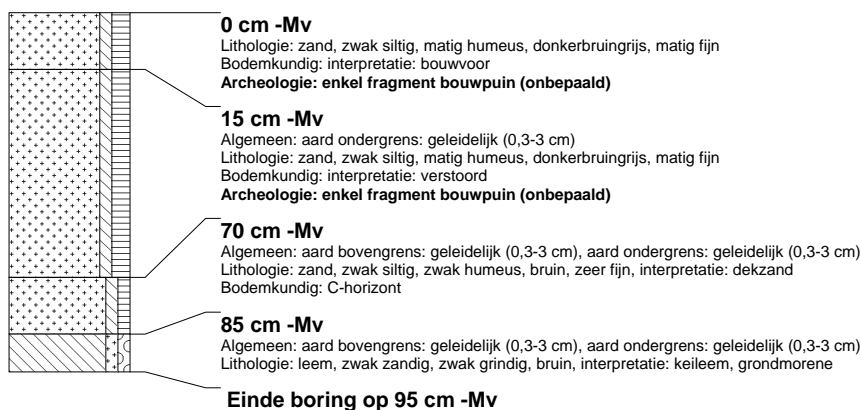 0 cm -Mv
Lithologie: zand, zwak siltig, matig humeus, donkerbruingrijs, matig fijn
Bodemkundig: interpretatie: bouwvoor
Archeologie: enkel fragment bouwpuin (onbepaald)
15 cm -Mv
Algemeen: aard ondergrens: geleidelijk (0,3-3 cm)
Lithologie: zand, zwak siltig, matig humeus, donkerbruingrijs, matig fijn
Bodemkundig: interpretatie: verstoord
Archeologie: enkel fragment bouwpuin (onbepaald)
70 cm -Mv
Algemeen: aard bovengrens: geleidelijk (0,3-3 cm), aard ondergrens: geleidelijk (0,3-3 cm)
Lithologie: zand, zwak siltig, zwak humeus, bruin, zeer fijn, interpretatie: dekzand
Bodemkundig: C-horizont
85 cm -Mv
Algemeen: aard bovengrens: geleidelijk (0,3-3 cm), aard ondergrens: geleidelijk (0,3-3 cm)
Lithologie: leem, zwak zandig, zwak grindig, bruin, interpretatie: keileem, grondmorene
Einde boring op 95 cm -Mv